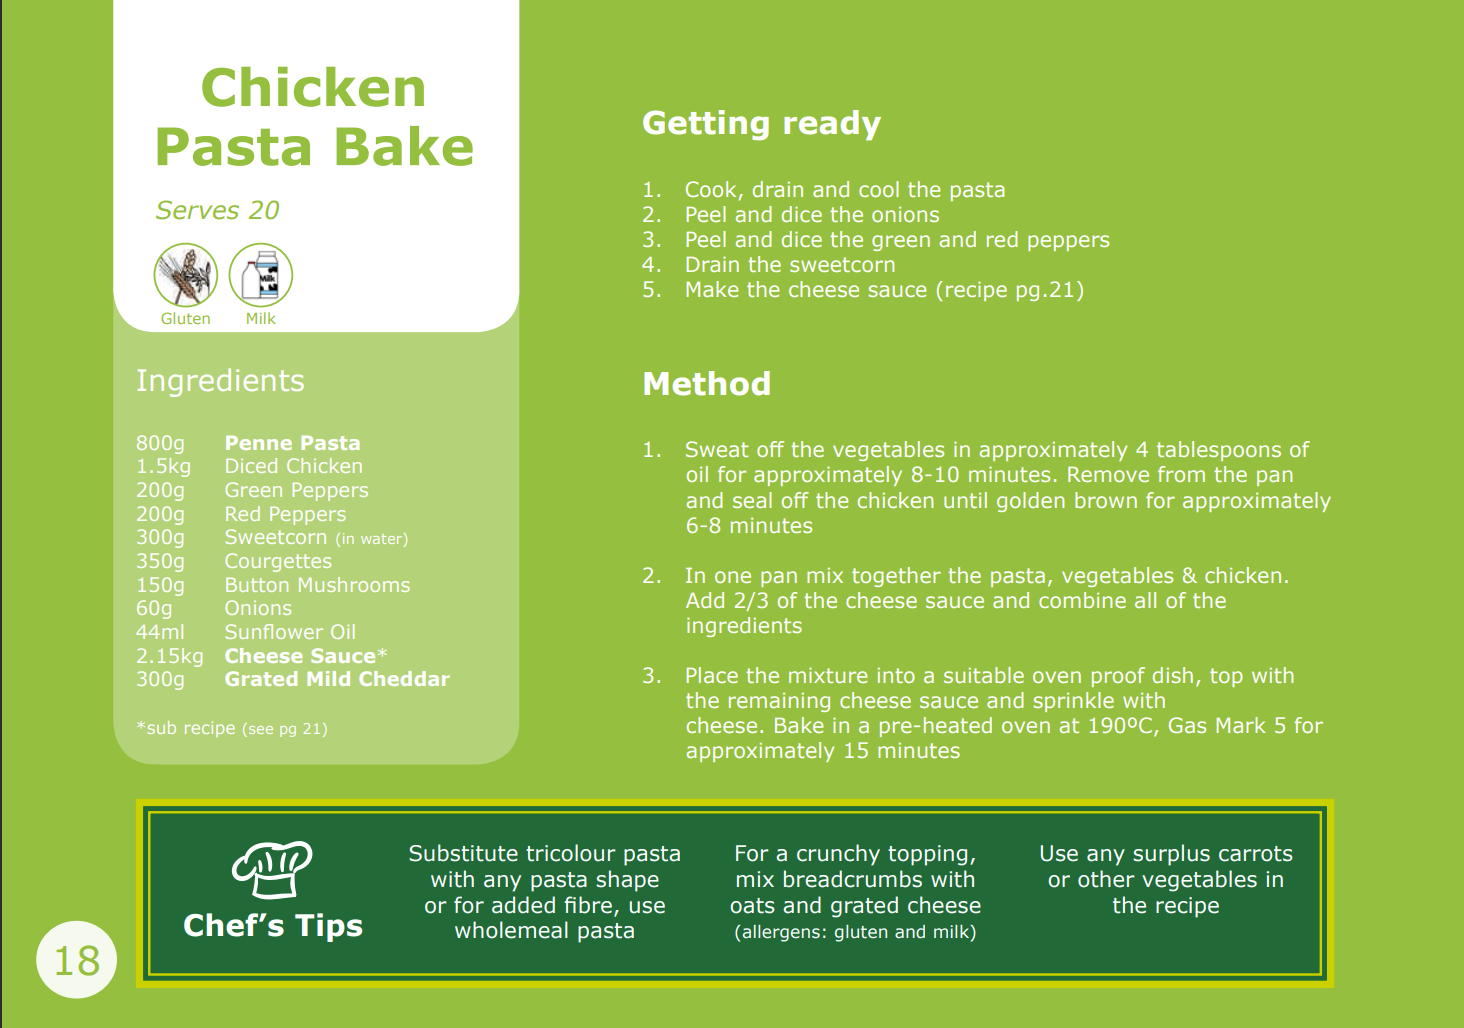 Chicken
Pasta Bake
Serves 20
Milk
Gluten
Milk
Ingredients
800g Penne Pasta
1.5kg Diced Chicken
200g Green Peppers
200g Red Peppers
300g Sweetcorn (in water)
350g Courgettes
150g Button Mushrooms
60g Onions
44ml Sunflower Oil
2.15kg Cheese Sauce*
300g Grated Mild Cheddar
*sub recipe (see pg 21)
Getting ready
1. Cook, drain and cool the pasta
2. Peel and dice the onions
3. Peel and dice the green and red peppers
4. Drain the sweetcorn
5. Make the cheese sauce (recipe pg.21)
Method
1. Sweat off the vegetables in approximately 4 tablespoons of
oil for approximately 8-10 minutes. Remove from the pan
and seal off the chicken until golden brown for approximately
6-8 minutes
2. In one pan mix together the pasta, vegetables & chicken.
Add 2/3 of the cheese sauce and combine all of the
ingredients
3. Place the mixture into a suitable oven proof dish, top with
the remaining cheese sauce and sprinkle with
cheese. Bake in a pre-heated oven at 190ºC, Gas Mark 5 for
approximately 15 minutes
Chef's Tips
Substitute tricolour pasta
with any pasta shape
or for added fibre, use
wholemeal pasta
For a crunchy topping,
mix breadcrumbs with
oats and grated cheese
(allergens: gluten and milk)
Use any surplus carrots
or other vegetables in
the recipe
18